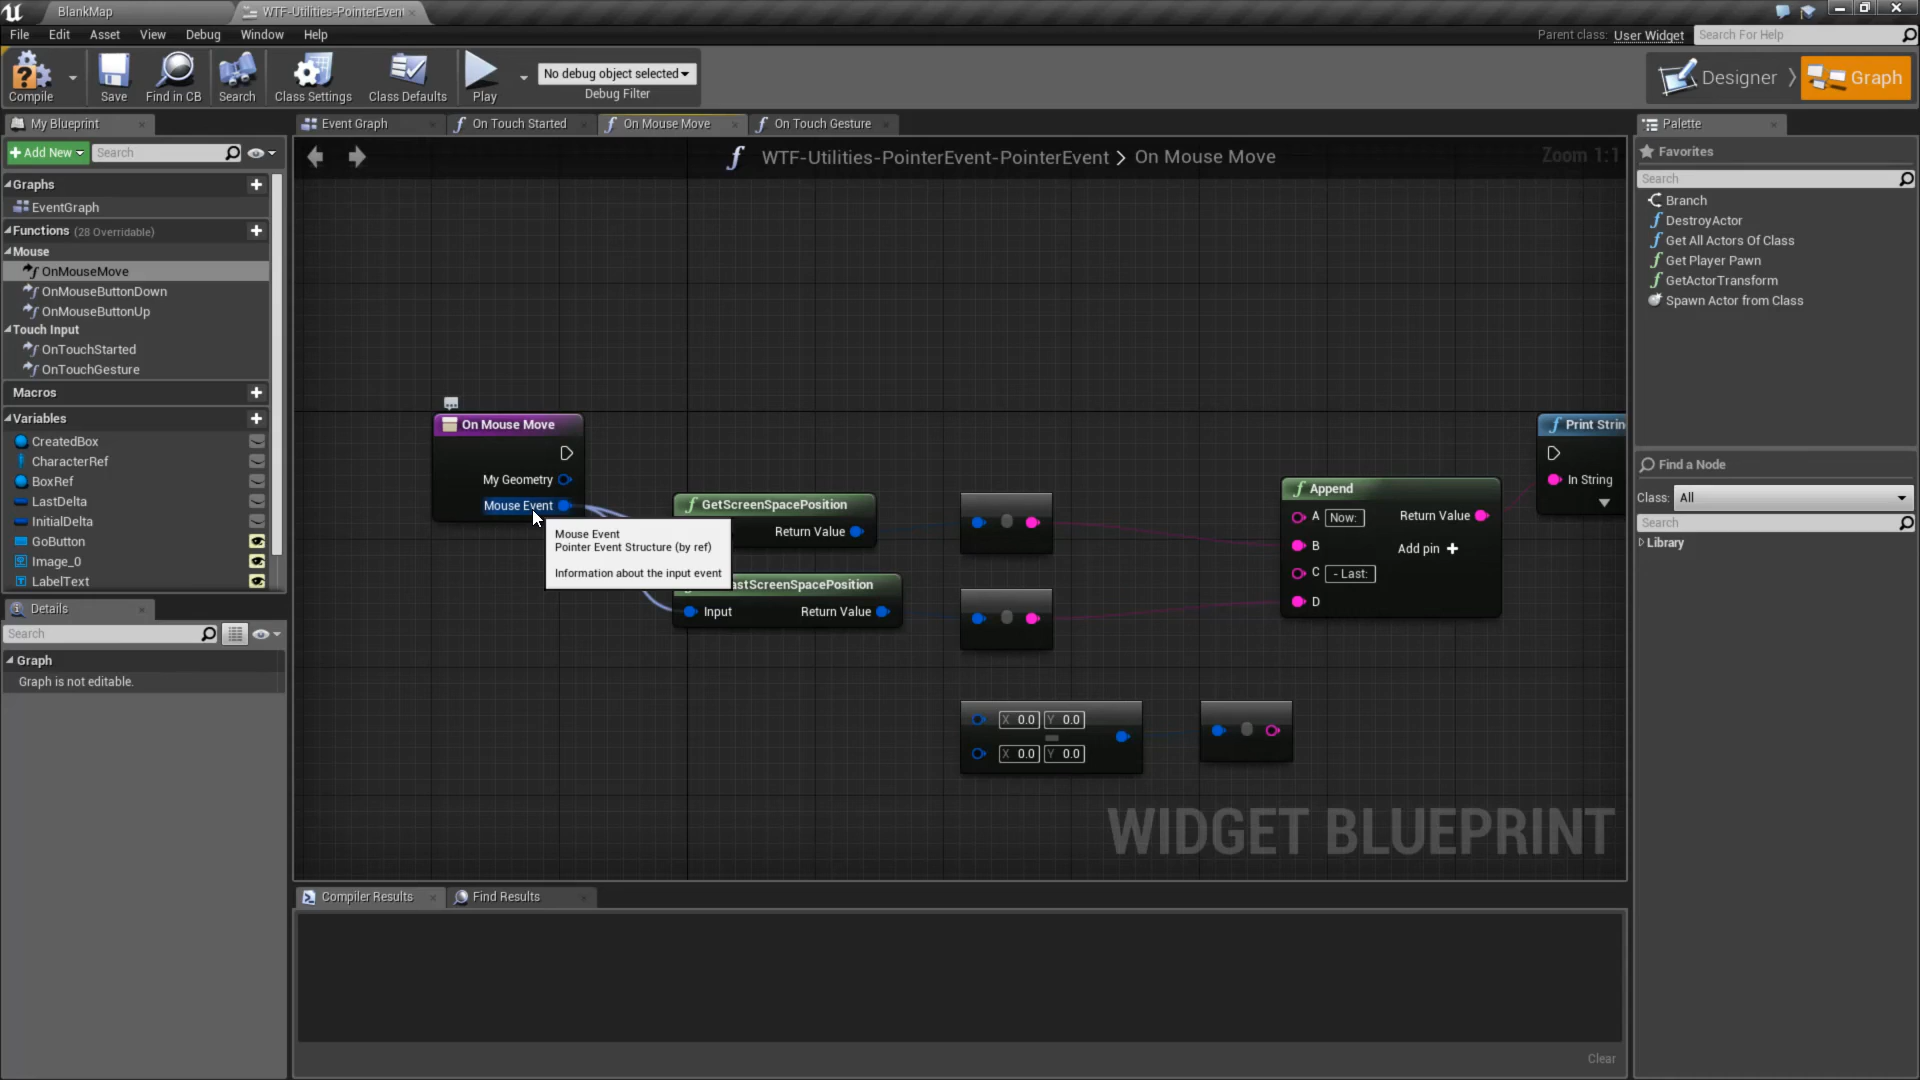 BlankMap
WTF-Utilities-PointerEvent
File Edit Asset View Debug Window Help
Parent class: User Widget
Search For Help
Compile
Save
Find in CB
Search
Class Settings
Class Defaults
Play
No debug object selected
Debug Filter
Designer
Graph
My Blueprint
Add New
Search
Graphs
EventGraph
Functions (28 Overridable)
Mouse
OnMouseMove
OnMouseButtonDown
OnMouseButtonUp
Touch Input
OnTouchStarted
OnTouchGesture
Macros
Variables
CreatedBox
CharacterRef
BoxRef
LastDelta
InitialDelta
GoButton
Image_0
LabelText
Details
Search
Graph
Graph is not editable.
Event Graph
On Touch Started
On Mouse Move
On Touch Gesture
WTF-Utilities-PointerEvent-PointerEvent > On Mouse Move
Zoom 1:1
On Mouse Move
My Geometry
Mouse Event
Mouse Event
Pointer Event Structure (by ref)
Information about the input event
GetScreenSpacePosition
Return Value
astScreenSpacePosition
Input Return Value
X 0.0 Y 0.0
X 0.0 Y 0.0
Append
A Now: Return Value
B
Add pin +
C - Last:
D
Print Strin
In String
WIDGET BLUEPRINT
Compiler Results
Find Results
Clear
Palette
Favorites
Search
Branch
DestroyActor
Get All Actors Of Class
Get Player Pawn
GetActorTransform
Spawn Actor from Class
Find a Node
Class: All
Search
Library